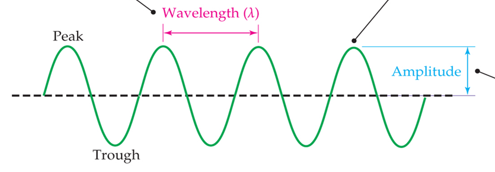 Wavelength (λ)
Peak
Amplitude
Trough